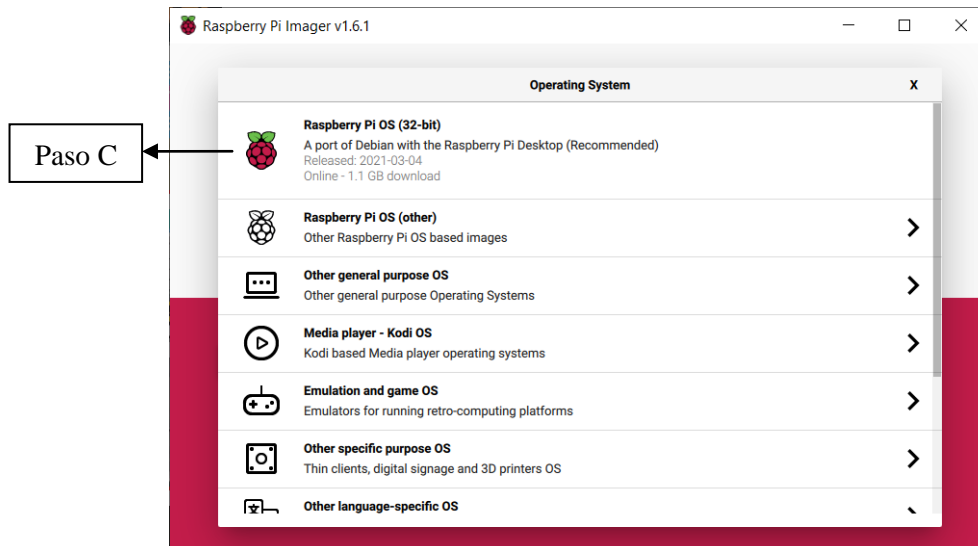 Raspberry Pi Imager v1.6.1
Operating System
X
Paso C
Raspberry Pi OS (32-bit)
A port of Debian with the Raspberry Pi Desktop (Recommended)
Released: 2021-03-04
Online - 1.1 GB download
Raspberry Pi OS (other)
Other Raspberry Pi OS based images
Other general purpose OS
Other general purpose Operating Systems
Media player - Kodi OS
Kodi based Media player operating systems
Emulation and game OS
Emulators for running retro-computing platforms
Other specific purpose OS
Thin clients, digital signage and 3D printers OS
Other language-specific OS